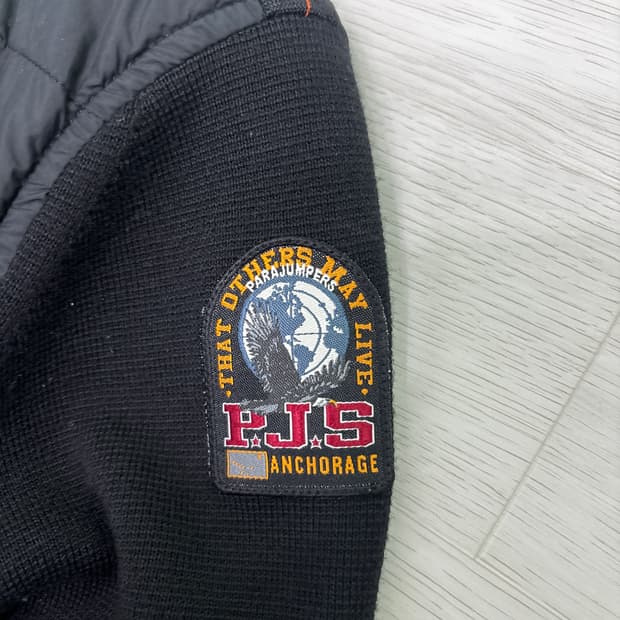 THAT OTHERS MAY LIVE
PARAJUMPERS
P.J.S
ANCHORAGE